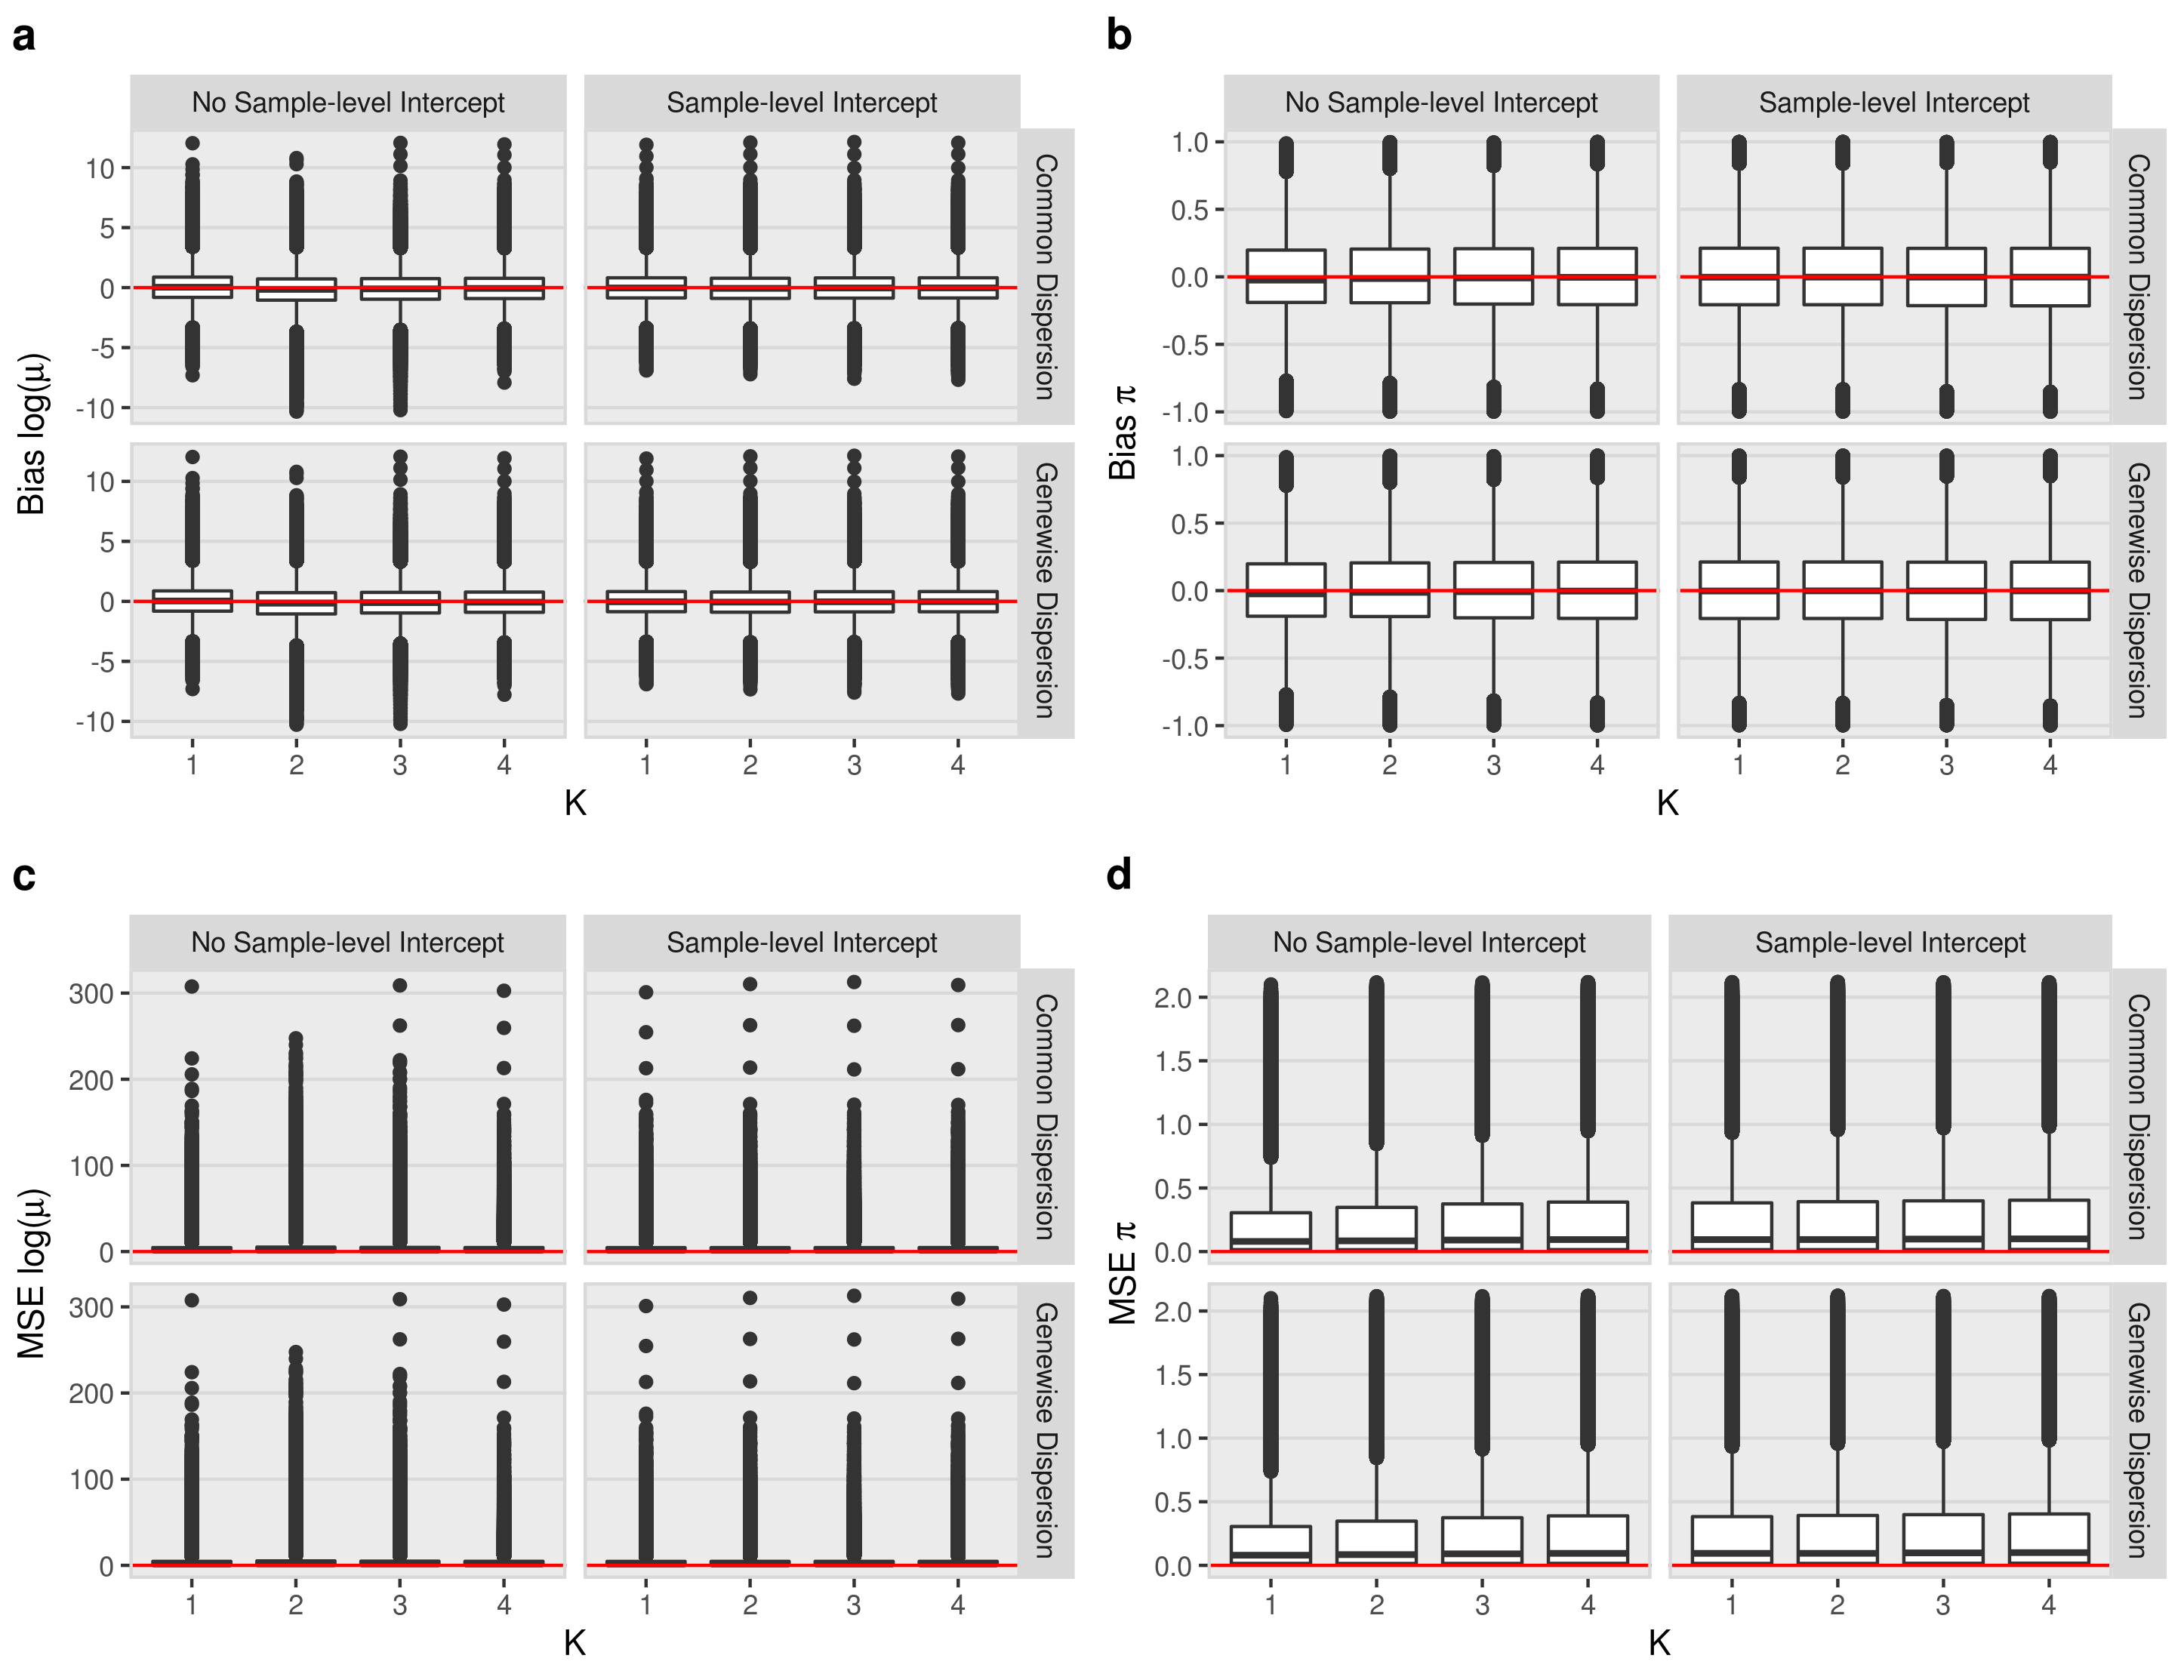 a
No Sample-level Intercept
Sample-level Intercept
Common Dispersion
Genewise Dispersion
Bias log(μ)
10
5
0
-5
-10
10
5
0
-5
-10
1 2 3 4
1 2 3 4
K
b
No Sample-level Intercept
Sample-level Intercept
Common Dispersion
Genewise Dispersion
Bias π
1.0
0.5
0.0
-0.5
-1.0
1.0
0.5
0.0
-0.5
-1.0
1 2 3 4
1 2 3 4
K
c
No Sample-level Intercept
Sample-level Intercept
Common Dispersion
Genewise Dispersion
MSE log(μ)
300
200
100
0
300
200
100
0
1 2 3 4
1 2 3 4
K
d
No Sample-level Intercept
Sample-level Intercept
Common Dispersion
Genewise Dispersion
MSE π
2.0
1.5
1.0
0.5
0.0
2.0
1.5
1.0
0.5
0.0
1 2 3 4
1 2 3 4
K